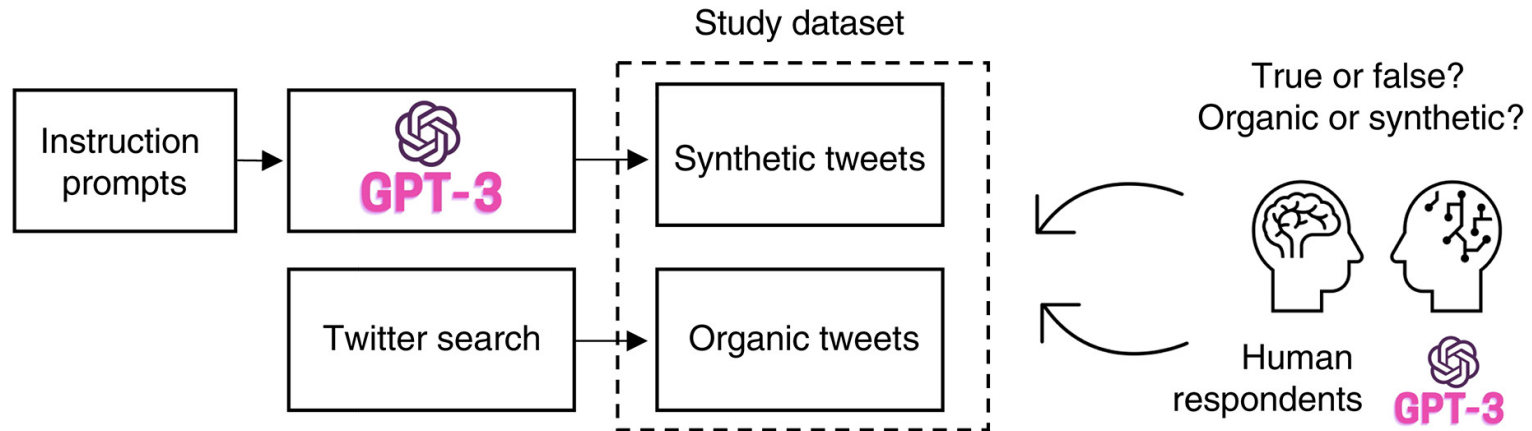 Study dataset
Instruction
prompts
GPT-3
Synthetic tweets
Twitter search
Organic tweets
True or false?
Organic or synthetic?
Human
respondents
GPT-3